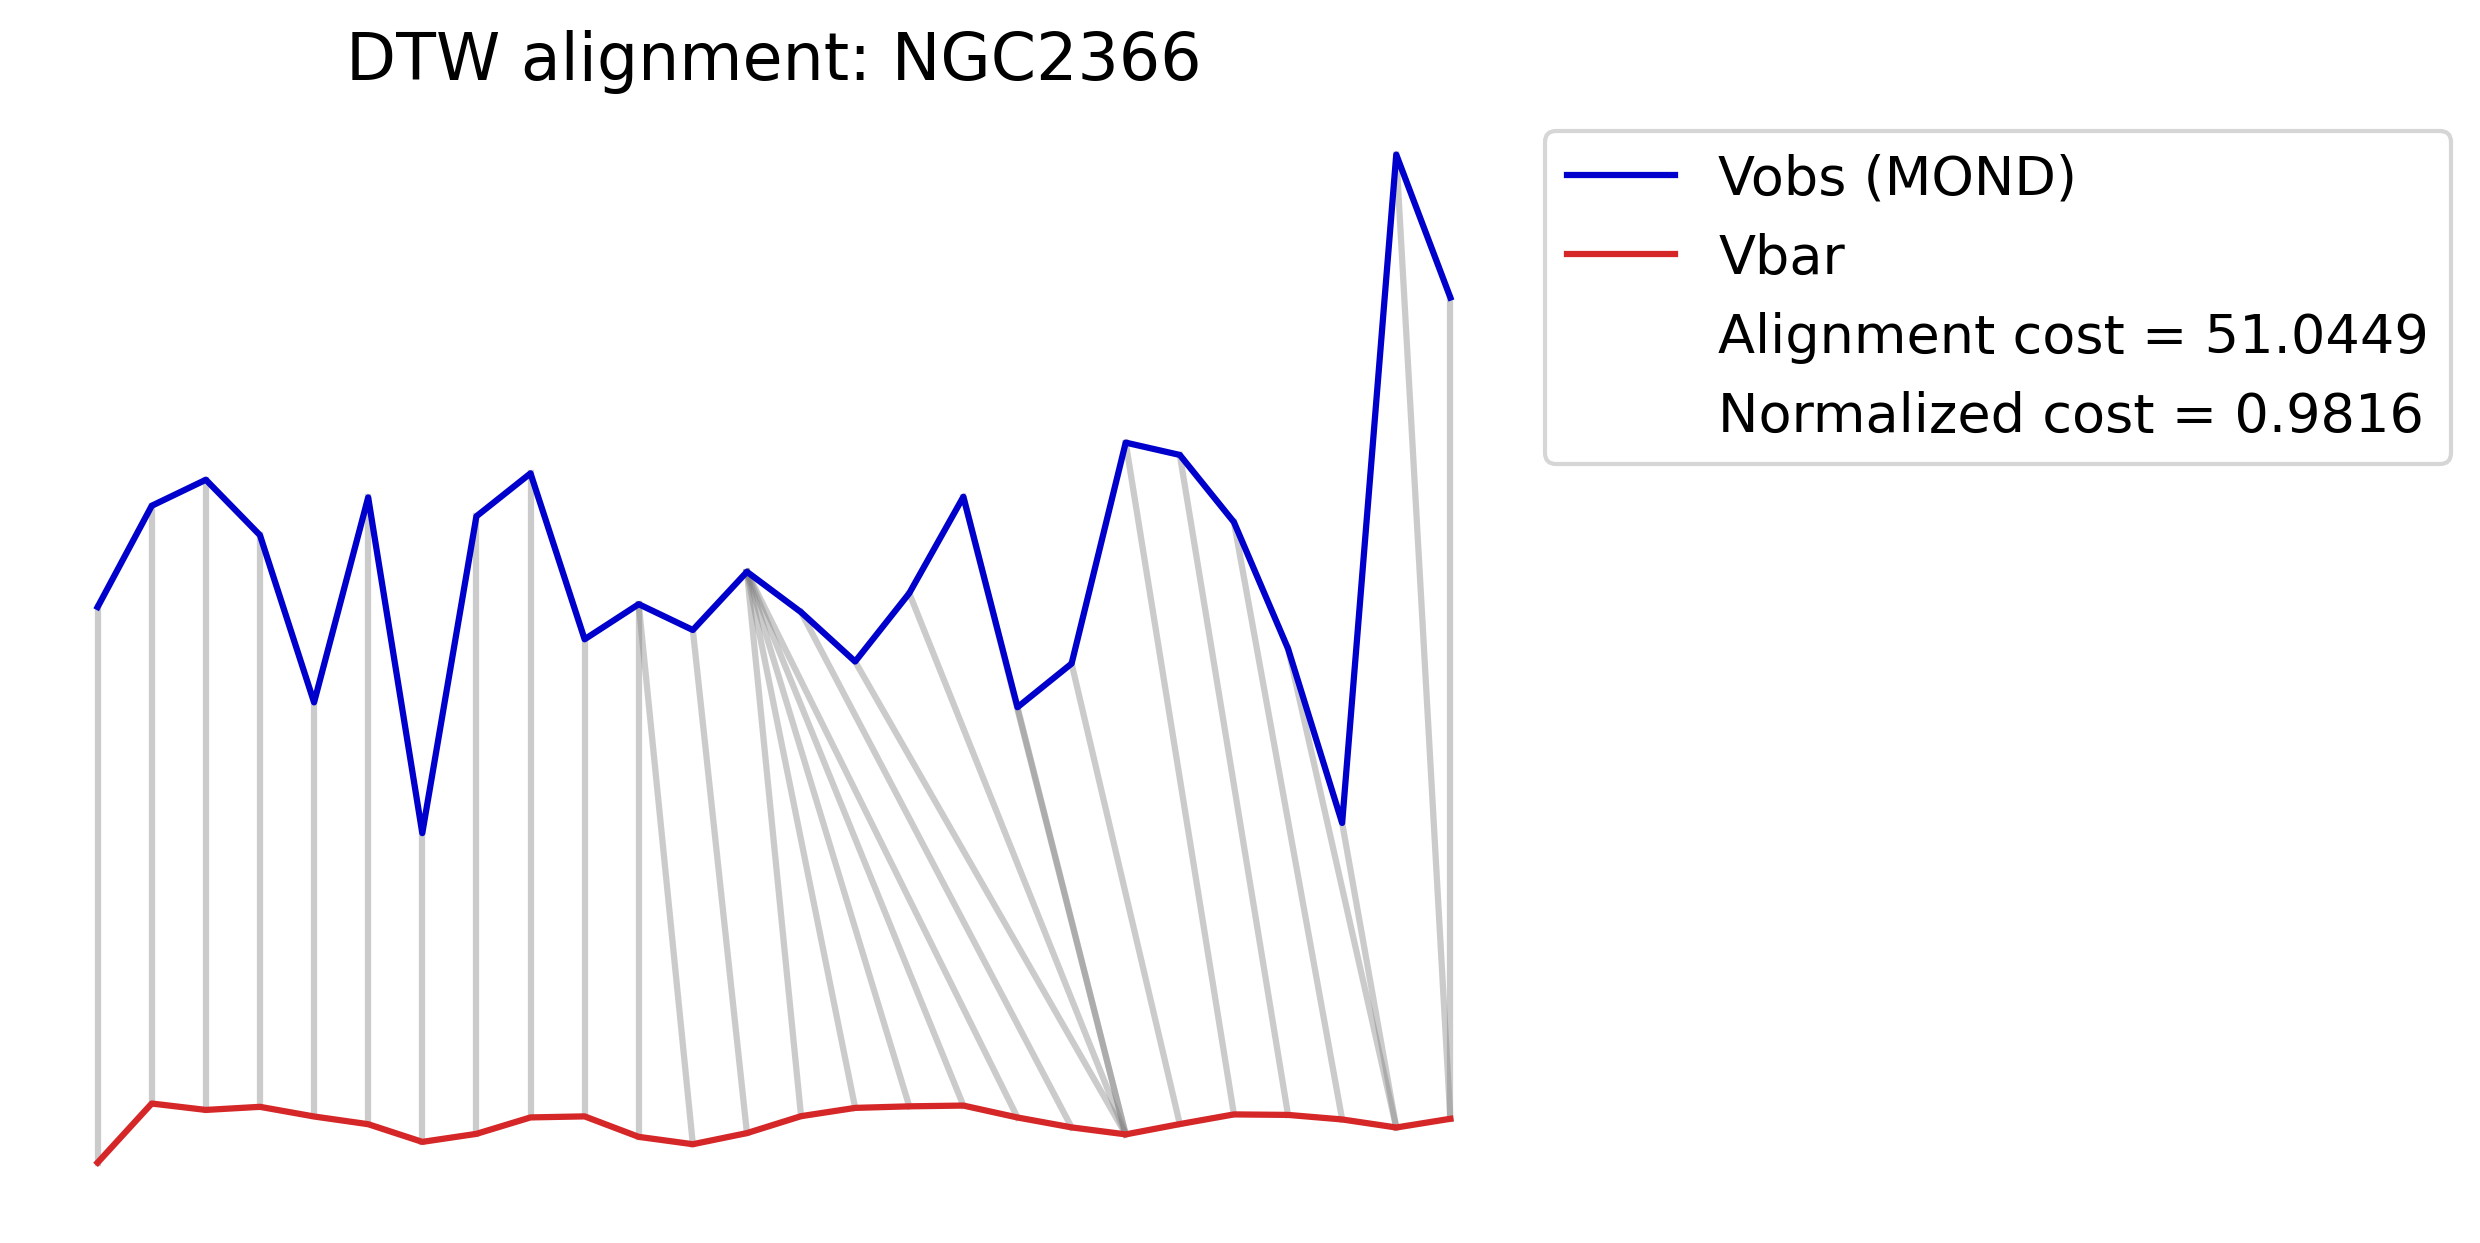 DTW alignment: NGC2366
Vobs (MOND)
Vbar
Alignment cost = 51.0449
Normalized cost = 0.9816